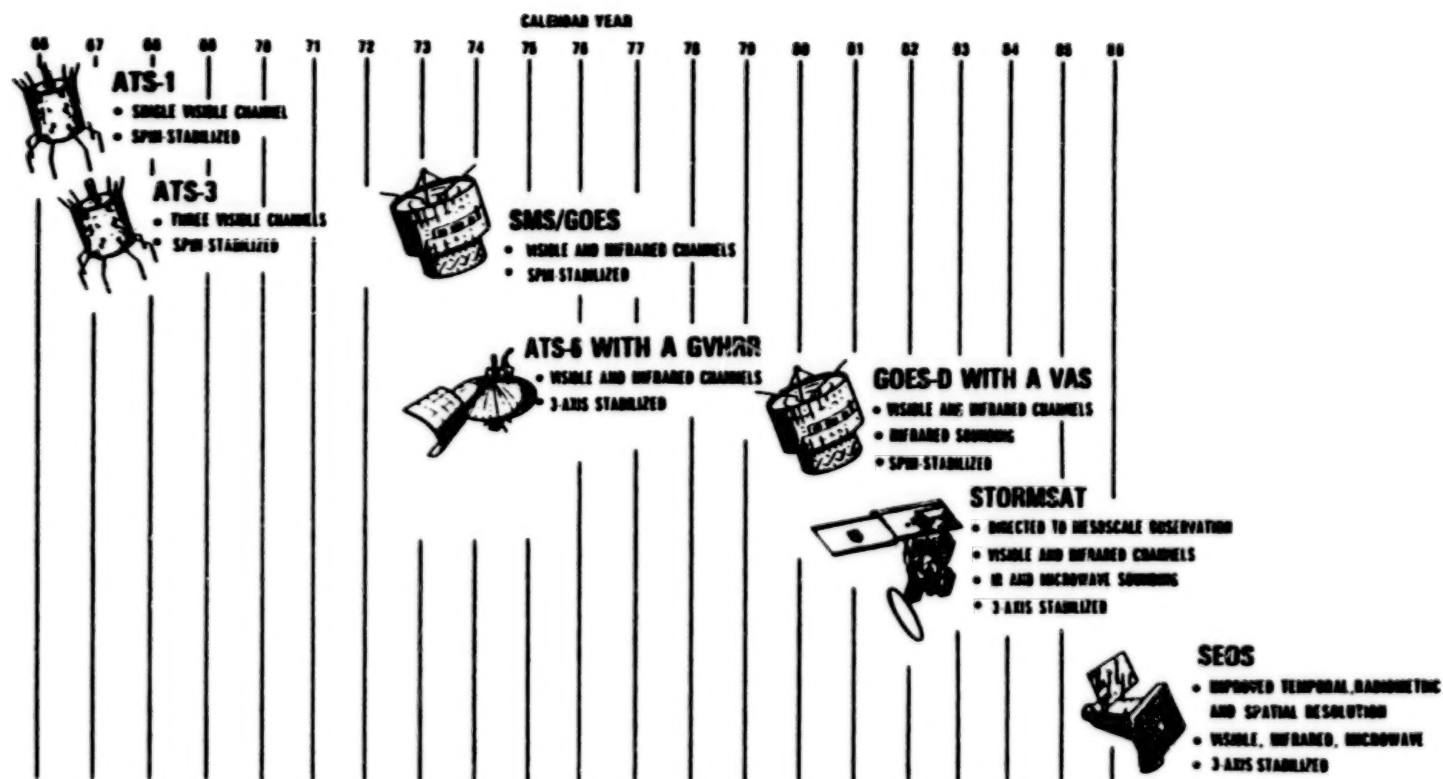 CALENDAR YEAR
66 67 68 69 70 71 72 73 74 75 76 77 78 79 80 81 82 83 84 85 86
ATS-1
• SINGLE VISIBLE CHANNEL
• SPIN-STABILIZED
ATS-3
• THREE VISIBLE CHANNELS
• SPIN-STABILIZED
SMS/GOES
• VISIBLE AND INFRARED CHANNELS
• SPIN-STABILIZED
ATS-6 WITH A GVHRR
• VISIBLE AND INFRARED CHANNELS
• 3-AXIS STABILIZED
GOES-D WITH A VAS
• VISIBLE AND INFRARED CHANNELS
• INFRARED SOUNDING
• SPIN-STABILIZED
STORMSAT
• DIRECTED TO MESOSCALE OBSERVATION
• VISIBLE AND INFRARED CHANNELS
• IR AND MICROWAVE SOUNDING
• 3-AXIS STABILIZED
SEOS
• IMPROVED TEMPORAL, RADIOMETRIC
AND SPATIAL RESOLUTION
• VISIBLE, INFRARED, MICROWAVE
• 3-AXIS STABILIZED